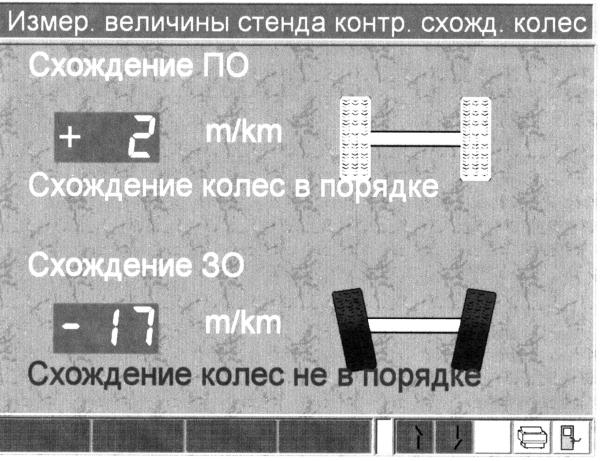 Измер. величины стенда контр. схожд. колес
Схождение ПО
+ 2 m/km
Схождение колес в порядке
Схождение ЗО
- 17 m/km
Схождение колес не в порядке